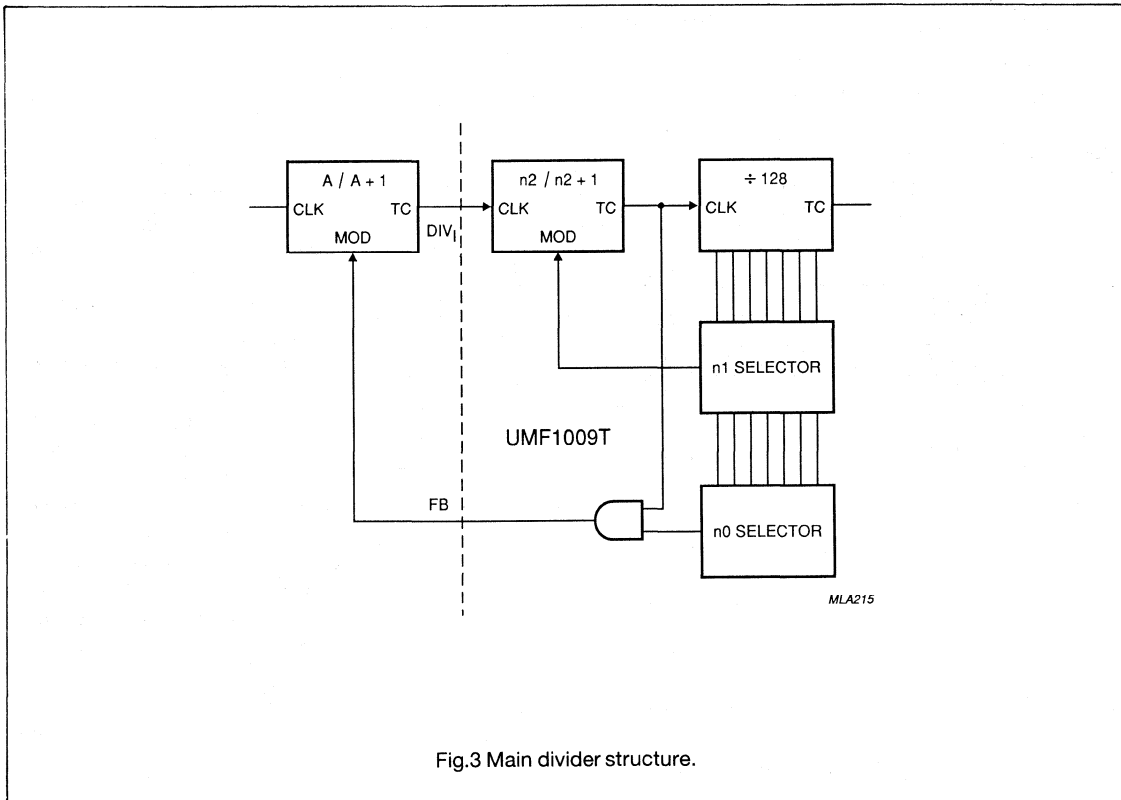 A / A + 1
CLK TC
MOD
DIVI
n2 / n2 + 1
CLK TC
MOD
÷ 128
CLK TC
n1 SELECTOR
UMF1009T
FB
n0 SELECTOR
MLA215
Fig.3 Main divider structure.